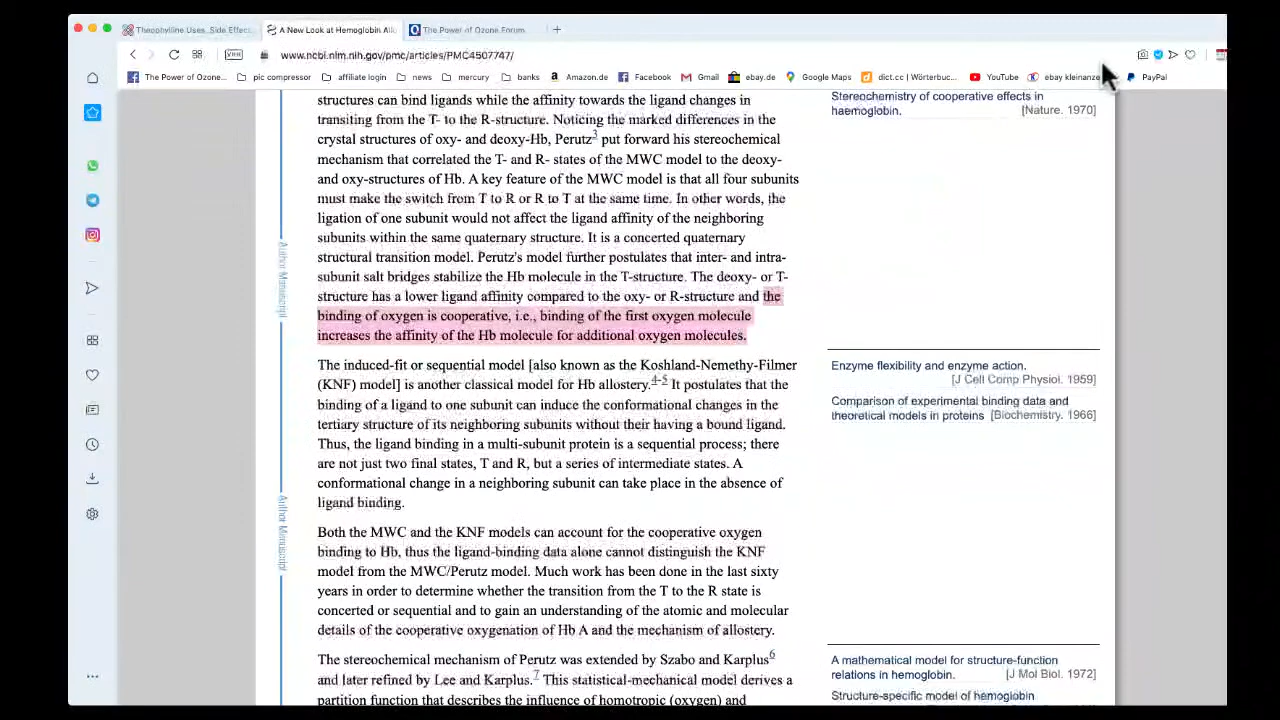 Theophylline Uses, Side Effect
A New Look at Hemoglobin Allo
The Power of Ozone Forum
www.ncbi.nlm.nih.gov/pmc/articles/PMC4507747/
VPN
The Power of Ozone...
pic compressor
affiliate login
news
mercury
banks
Amazon.de
Facebook
Gmail
ebay.de
Google Maps
dict.cc / Wörterbuc...
YouTube
ebay kleinanze
PayPal
structures can bind ligands while the affinity towards the ligand changes in
transiting from the T- to the R-structure. Noticing the marked differences in the
crystal structures of oxy- and deoxy-Hb, Perutz3 put forward his stereochemical
mechanism that correlated the T- and R- states of the MWC model to the deoxy-
and oxy-structures of Hb. A key feature of the MWC model is that all four subunits
must make the switch from T to R or R to T at the same time. In other words, the
ligation of one subunit would not affect the ligand affinity of the neighboring
subunits within the same quaternary structure. It is a concerted quaternary
structural transition model. Perutz's model further postulates that inter- and intra-
subunit salt bridges stabilize the Hb molecule in the T-structure. The deoxy- or T-
structure has a lower ligand affinity compared to the oxy- or R-structure and the
binding of oxygen is cooperative, i.e., binding of the first oxygen molecule
increases the affinity of the Hb molecule for additional oxygen molecules.
The induced-fit or sequential model [also known as the Koshland-Nemethy-Filmer
(KNF) model] is another classical model for Hb allostery.4-5 It postulates that the
binding of a ligand to one subunit can induce the conformational changes in the
tertiary structure of its neighboring subunits without their having a bound ligand.
Thus, the ligand binding in a multi-subunit protein is a sequential process; there
are not just two final states, T and R, but a series of intermediate states. A
conformational change in a neighboring subunit can take place in the absence of
ligand binding.
Both the MWC and the KNF models can account for the cooperative oxygen
binding to Hb, thus the ligand-binding data alone cannot distinguish the KNF
model from the MWC/Perutz model. Much work has been done in the last sixty
years in order to determine whether the transition from the T to the R state is
concerted or sequential and to gain an understanding of the atomic and molecular
details of the cooperative oxygenation of Hb A and the mechanism of allostery.
The stereochemical mechanism of Perutz was extended by Szabo and Karplus6
and later refined by Lee and Karplus.7 This statistical-mechanical model derives a
partition function that describes the influence of homotropic (oxygen) and
Stereochemistry of cooperative effects in
haemoglobin. [Nature. 1970]
Enzyme flexibility and enzyme action.
[J Cell Comp Physiol. 1959]
Comparison of experimental binding data and
theoretical models in proteins [Biochemistry. 1966]
A mathematical model for structure-function
relations in hemoglobin. [J Mol Biol. 1972]
Structure-specific model of hemoglobin
Author Manuscript
Author Manuscript